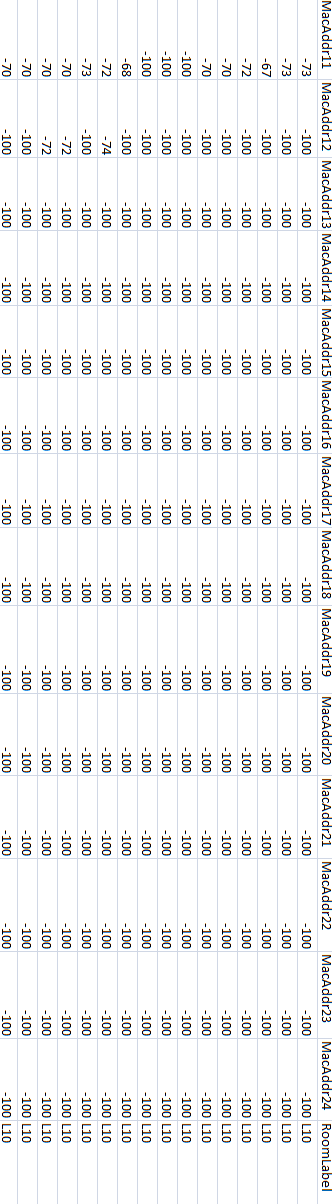 MacAddr11 MacAddr12 MacAddr13 MacAddr14 MacAddr15 MacAddr16 MacAddr17 MacAddr18 MacAddr19 MacAddr20 MacAddr21 MacAddr22 MacAddr23 MacAddr24 RoomLabel
-73 -100 -100 -100 -100 -100 -100 -100 -100 -100 -100 -100 -100 -100 L10
-73 -100 -100 -100 -100 -100 -100 -100 -100 -100 -100 -100 -100 -100 L10
-67 -100 -100 -100 -100 -100 -100 -100 -100 -100 -100 -100 -100 -100 L10
-72 -100 -100 -100 -100 -100 -100 -100 -100 -100 -100 -100 -100 -100 L10
-70 -100 -100 -100 -100 -100 -100 -100 -100 -100 -100 -100 -100 -100 L10
-70 -100 -100 -100 -100 -100 -100 -100 -100 -100 -100 -100 -100 -100 L10
-100 -100 -100 -100 -100 -100 -100 -100 -100 -100 -100 -100 -100 -100 L10
-100 -100 -100 -100 -100 -100 -100 -100 -100 -100 -100 -100 -100 -100 L10
-100 -100 -100 -100 -100 -100 -100 -100 -100 -100 -100 -100 -100 -100 L10
-68 -100 -100 -100 -100 -100 -100 -100 -100 -100 -100 -100 -100 -100 L10
-72 -74 -100 -100 -100 -100 -100 -100 -100 -100 -100 -100 -100 -100 L10
-73 -100 -100 -100 -100 -100 -100 -100 -100 -100 -100 -100 -100 -100 L10
-70 -72 -100 -100 -100 -100 -100 -100 -100 -100 -100 -100 -100 -100 L10
-70 -72 -100 -100 -100 -100 -100 -100 -100 -100 -100 -100 -100 -100 L10
-70 -100 -100 -100 -100 -100 -100 -100 -100 -100 -100 -100 -100 -100 L10
-70 -100 -100 -100 -100 -100 -100 -100 -100 -100 -100 -100 -100 -100 L10